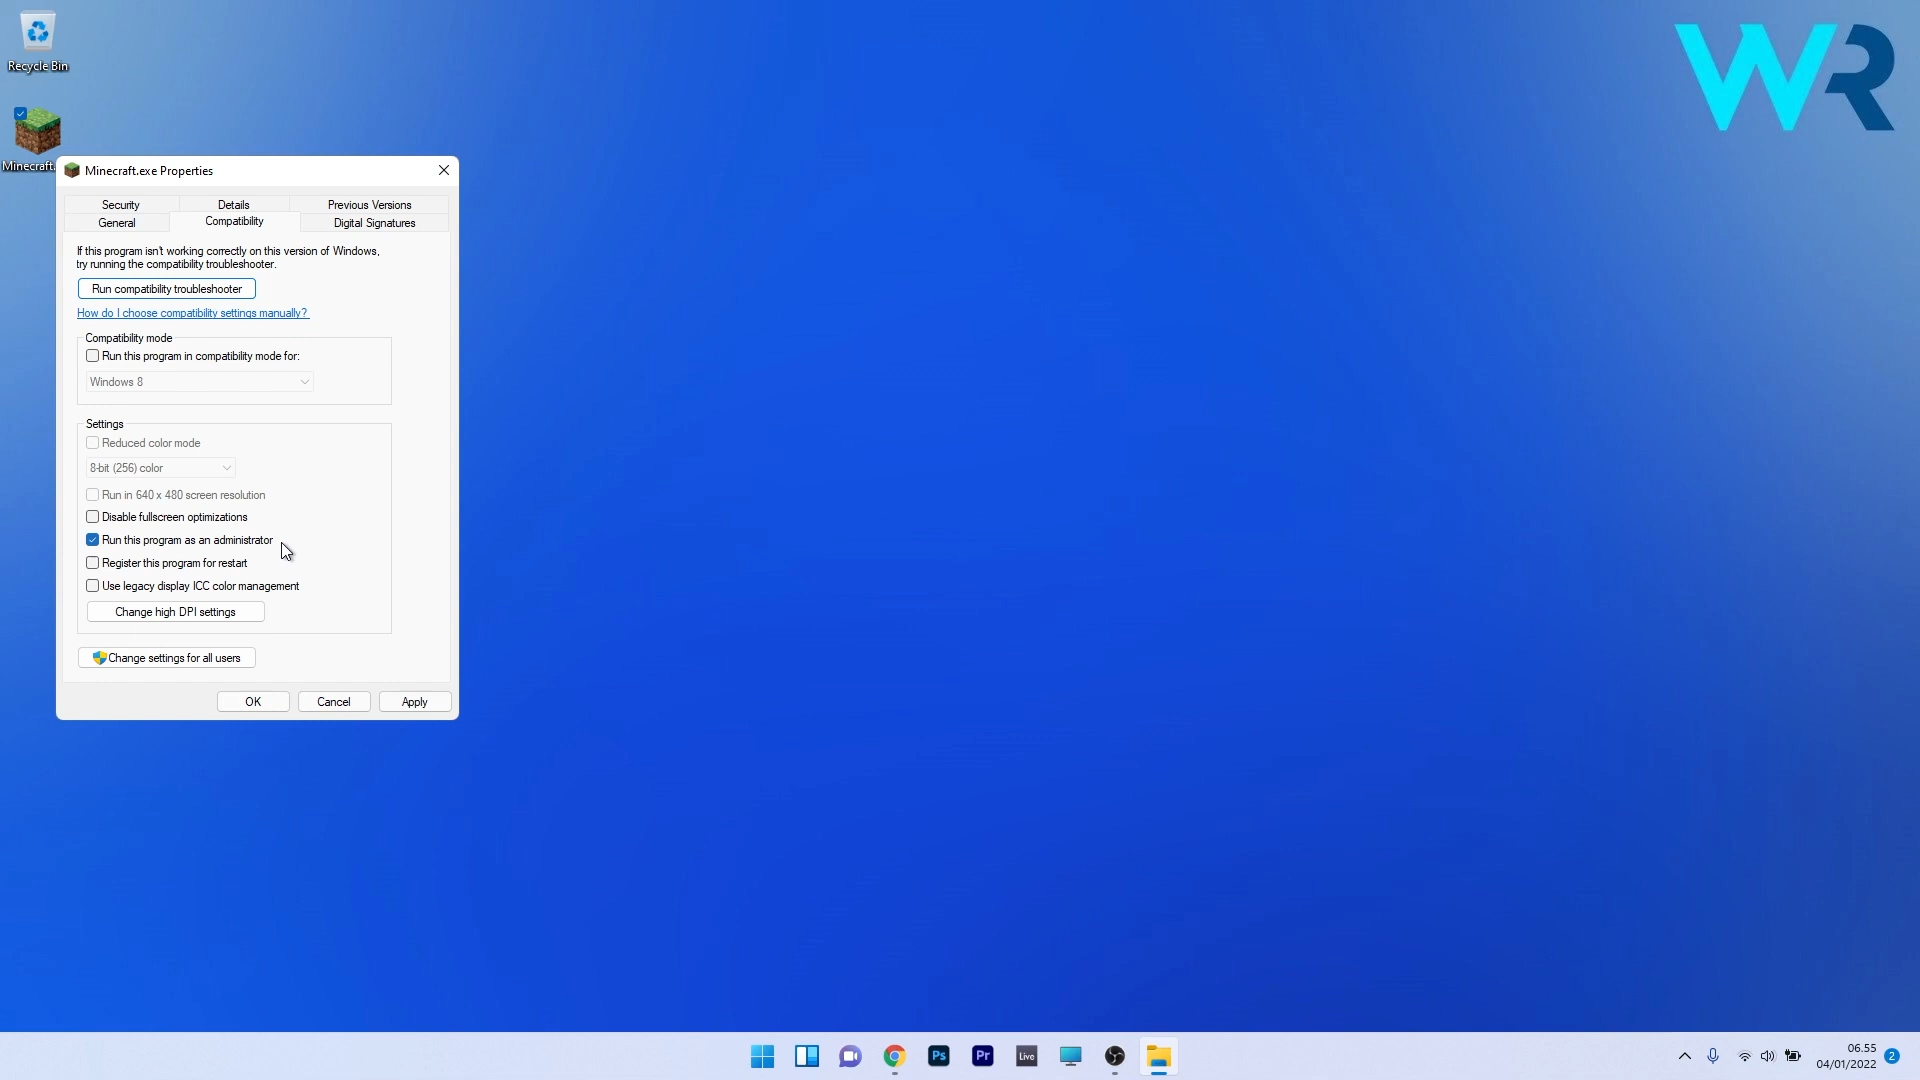 Recycle Bin
WR
Minecraft.
Minecraft.exe Properties
Security Details Previous Versions
General Compatibility Digital Signatures
If this program isn't working correctly on this version of Windows,
try running the compatibility troubleshooter.
Run compatibility troubleshooter
How do I choose compatibility settings manually?
Compatibility mode
Run this program in compatibility mode for:
Windows 8
Settings
Reduced color mode
8-bit (256) color
Run in 640 x 480 screen resolution
Disable fullscreen optimizations
Run this program as an administrator
Register this program for restart
Use legacy display ICC color management
Change high DPI settings
Change settings for all users
OK Cancel Apply
Ps Pr Live
06.55
04/01/2022 2